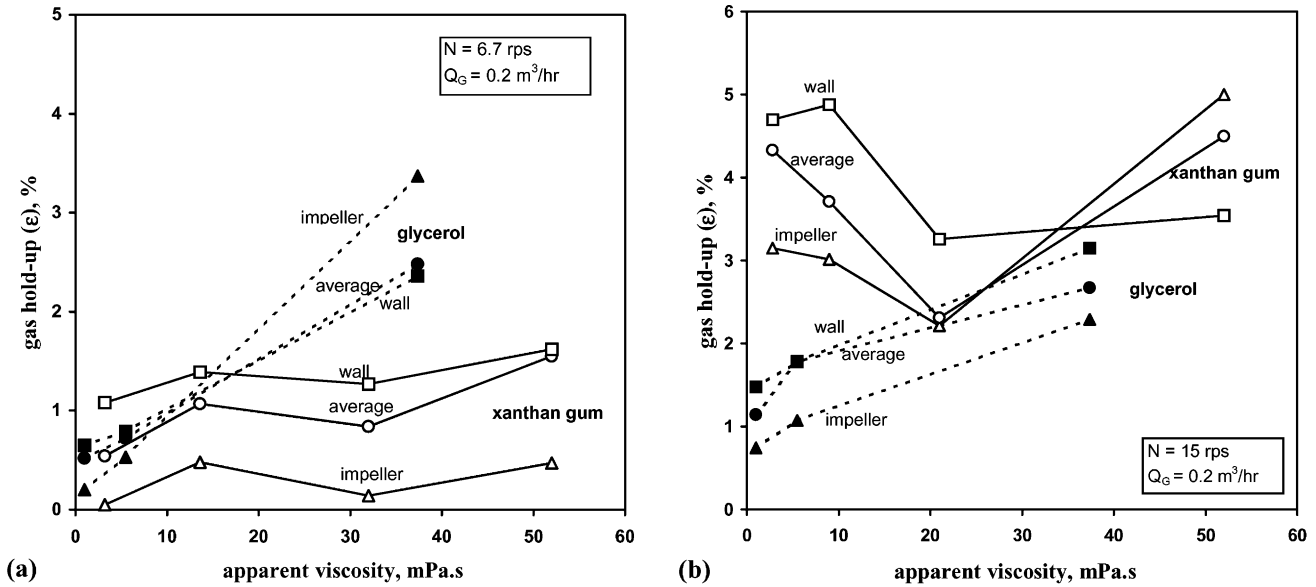 5
4
3
2
1
0
0
10
20
30
40
50
60
gas hold-up (ε), %
apparent viscosity, mPa.s
N = 6.7 rps
Q_G = 0.2 m³/hr
impeller
glycerol
average
wall
wall
average
xanthan gum
impeller
(a)
6
5
4
3
2
1
0
0
10
20
30
40
50
60
gas hold-up (ε), %
apparent viscosity, mPa.s
wall
average
xanthan gum
impeller
glycerol
wall
average
impeller
N = 15 rps
Q_G = 0.2 m³/hr
(b)